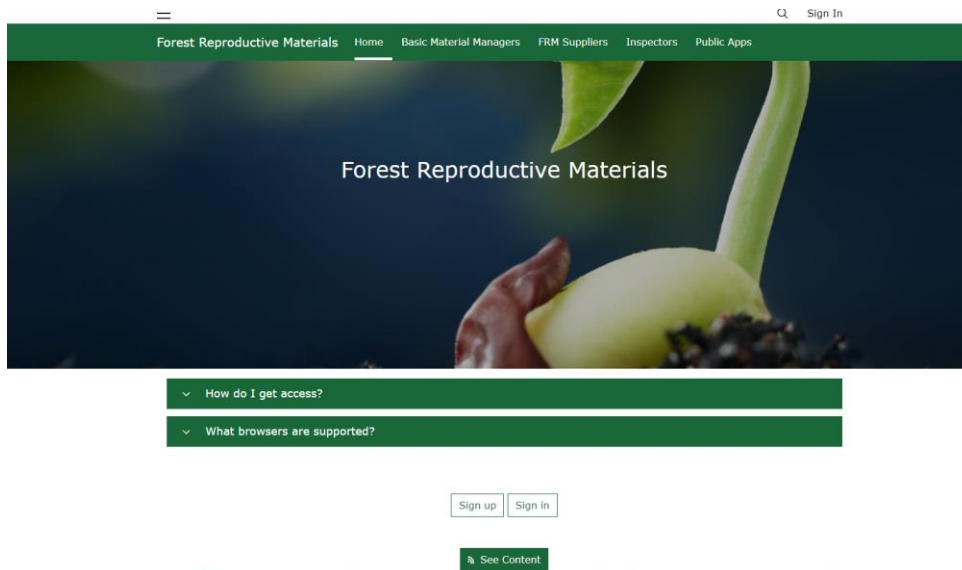 Sign In
Forest Reproductive Materials Home Basic Material Managers FRM Suppliers Inspectors Public Apps
Forest Reproductive Materials
How do I get access?
What browsers are supported?
Sign up Sign in
See Content